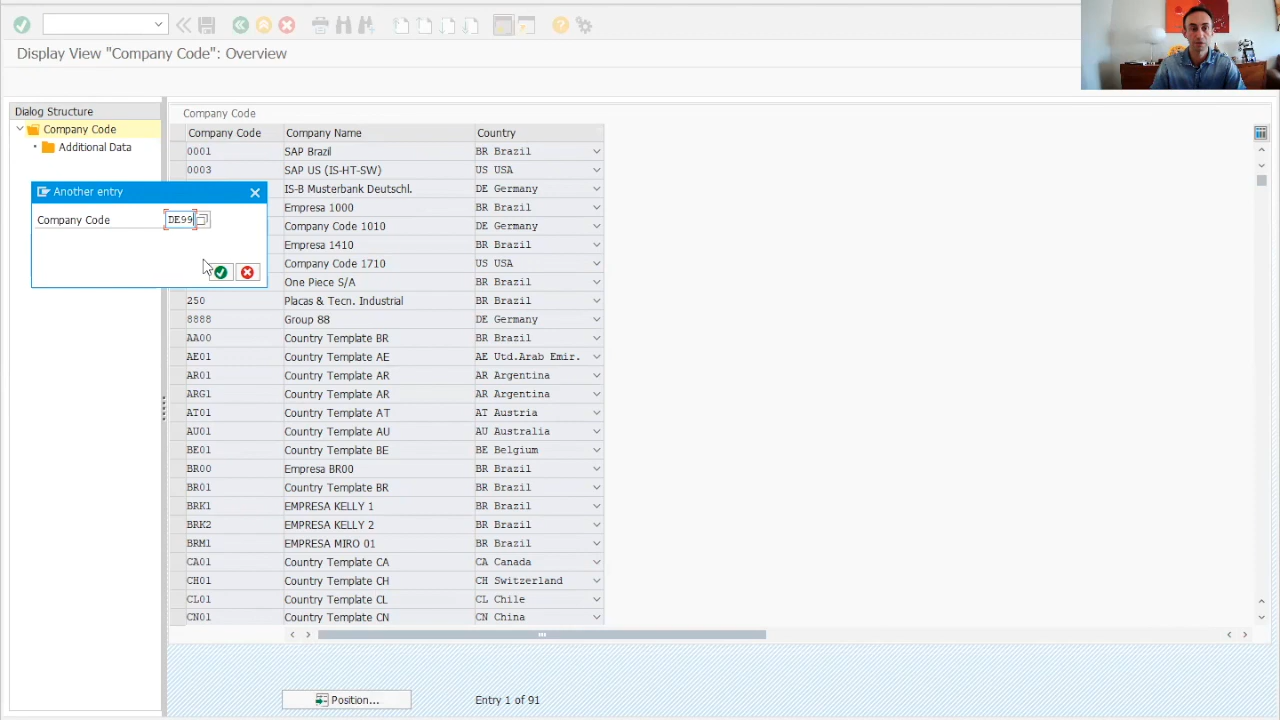 Display View "Company Code": Overview
Dialog Structure
Company Code
Additional Data
Another entry
Company Code DE99
Company Code
Company Code Company Name Country
0001 SAP Brazil BR Brazil
0003 SAP US (IS-HT-SW) US USA
IS-B Musterbank Deutschl. DE Germany
Empresa 1000 BR Brazil
Company Code 1010 DE Germany
Empresa 1410 BR Brazil
Company Code 1710 US USA
One Piece S/A BR Brazil
250 Placas & Tecn. Industrial BR Brazil
8888 Group 88 DE Germany
AA00 Country Template BR BR Brazil
AE01 Country Template AE AE Utd.Arab Emir.
AR01 Country Template AR AR Argentina
ARG1 Country Template AR AR Argentina
AT01 Country Template AT AT Austria
AU01 Country Template AU AU Australia
BE01 Country Template BE BE Belgium
BR00 Empresa BR00 BR Brazil
BR01 Country Template BR BR Brazil
BRK1 EMPRESA KELLY 1 BR Brazil
BRK2 EMPRESA KELLY 2 BR Brazil
BRM1 EMPRESA MIRO 01 BR Brazil
CA01 Country Template CA CA Canada
CH01 Country Template CH CH Switzerland
CL01 Country Template CL CL Chile
CN01 Country Template CN CN China
Position... Entry 1 of 91